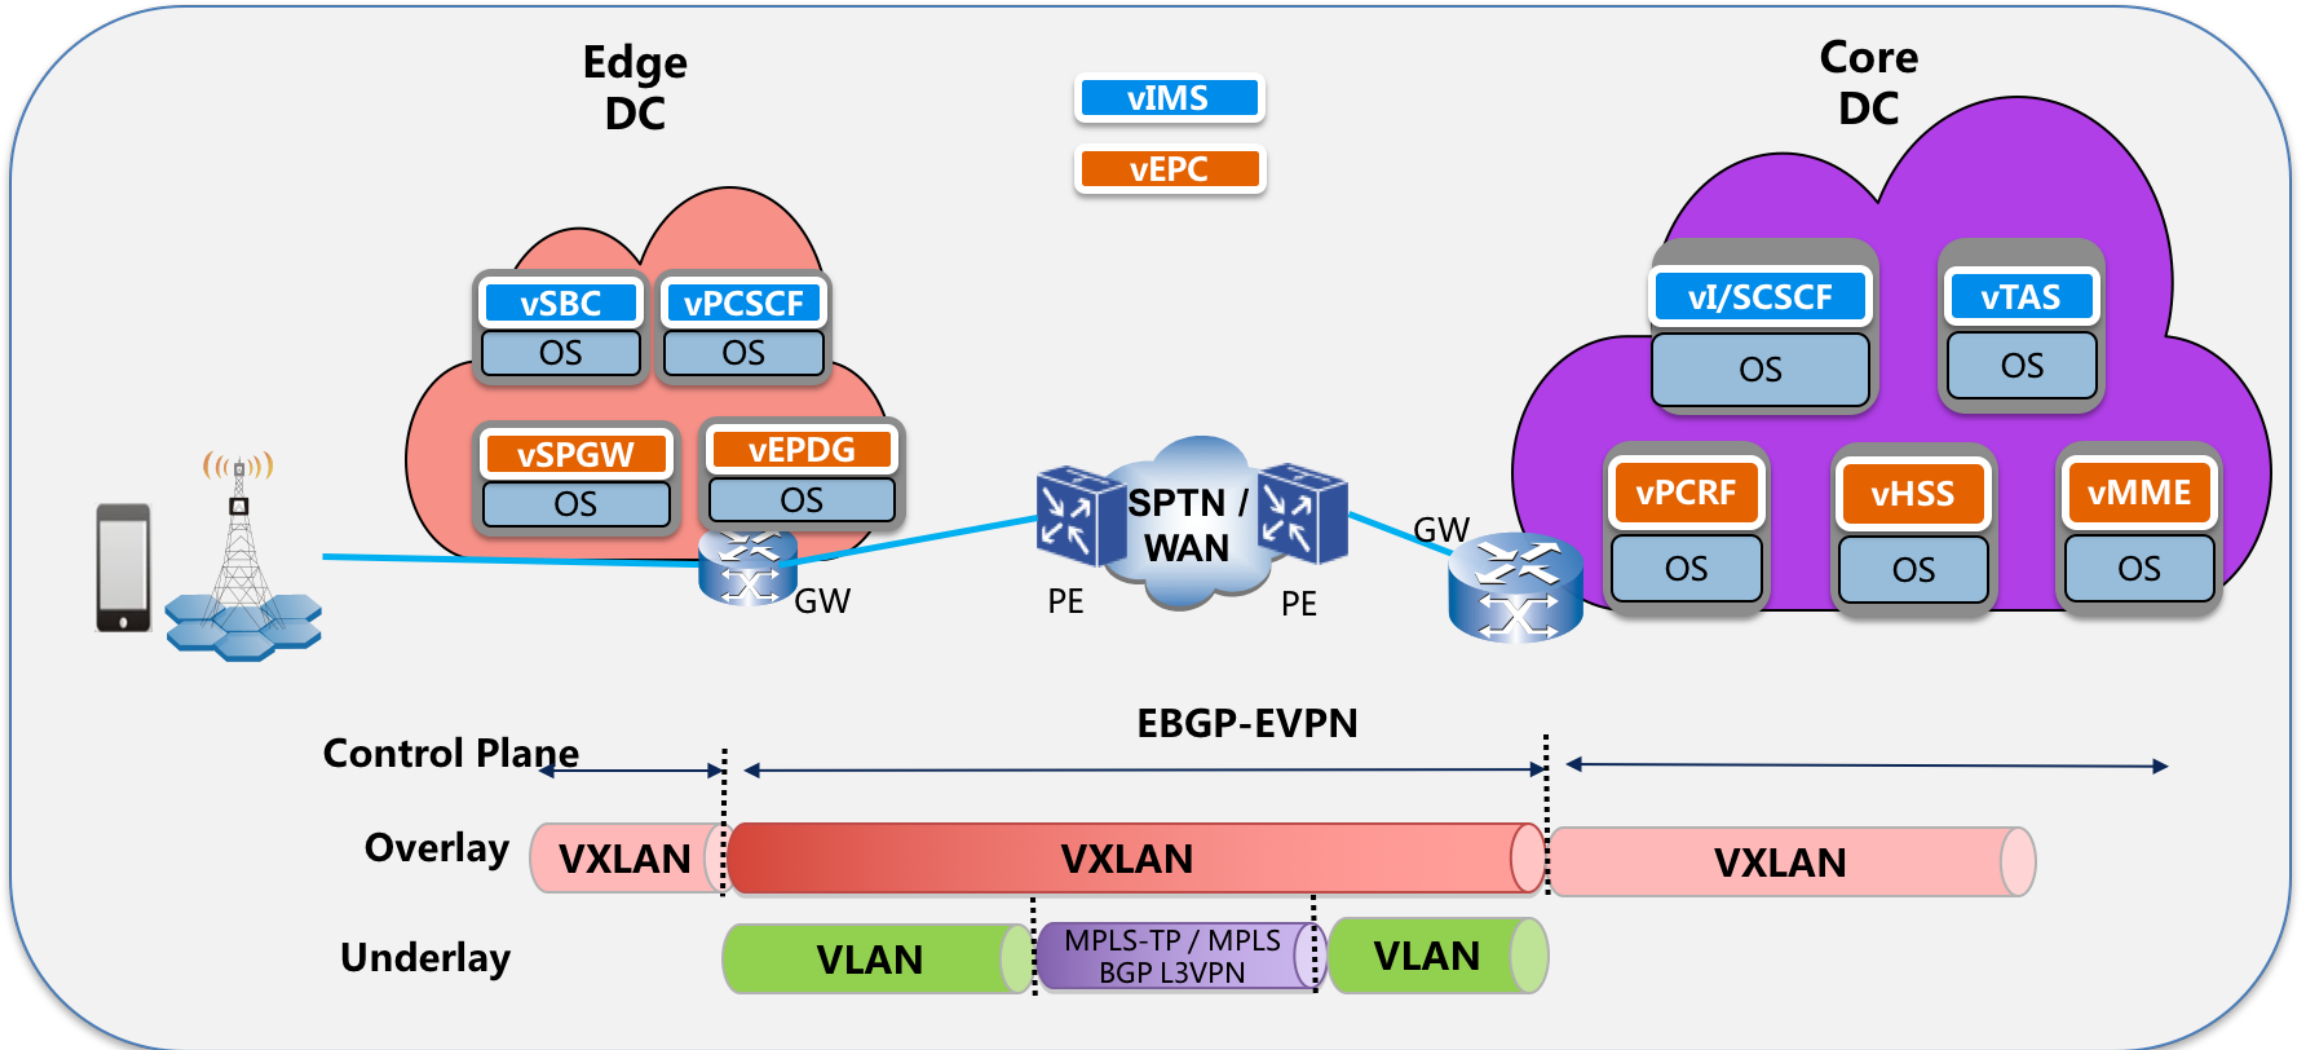 Edge
DC
vIMS
vEPC
Core
DC
vSBC
OS
vPCSCF
OS
vSPGW
OS
vEPDG
OS
GW
PE
SPTN /
WAN
PE
GW
vI/SCSCF
OS
vTAS
OS
vPCRF
OS
vHSS
OS
vMME
OS
EBGP-EVPN
Control Plane
Overlay
VXLAN
VXLAN
VXLAN
Underlay
VLAN
MPLS-TP / MPLS
BGP L3VPN
VLAN